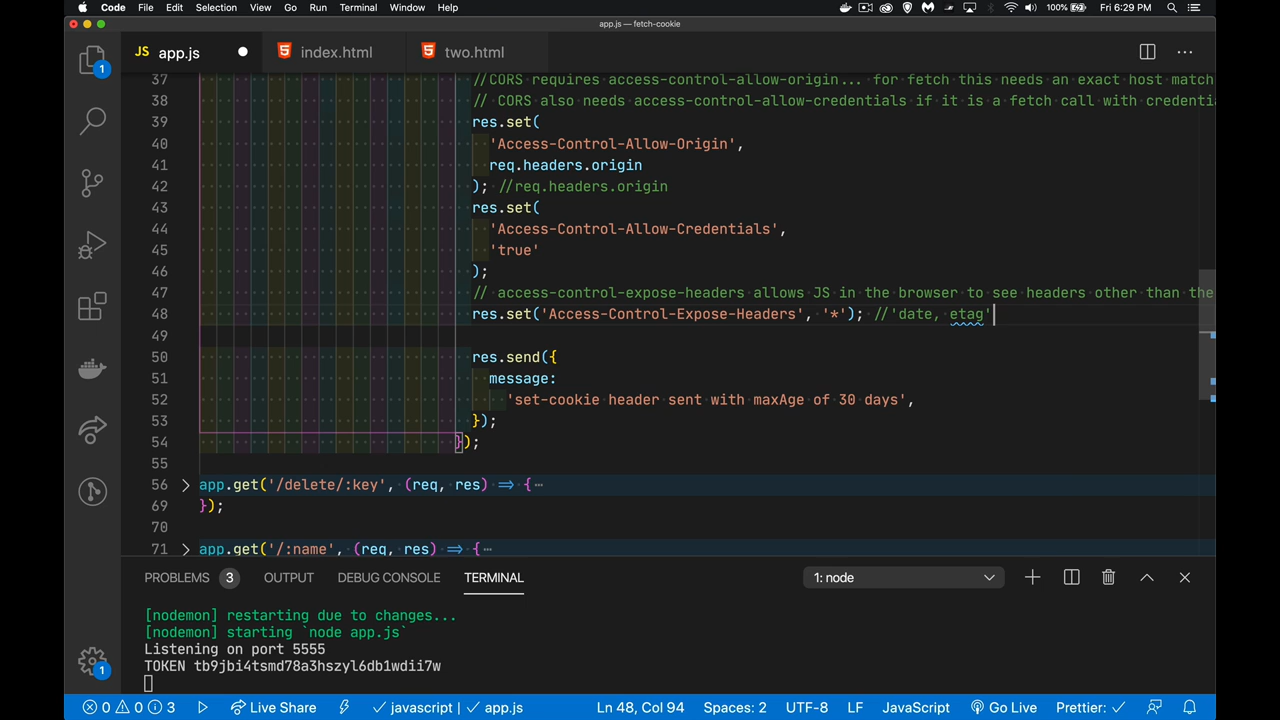 Code File Edit Selection View Go Run Terminal Window Help 100% Fri 6:29 PM
app.js — fetch-cookie
JS app.js index.html two.html
37 //CORS requires access-control-allow-origin... for fetch this needs an exact host match
38 // CORS also needs access-control-allow-credentials if it is a fetch call with credentia
39 res.set(
40 'Access-Control-Allow-Origin',
41 req.headers.origin
42 ); //req.headers.origin
43 res.set(
44 'Access-Control-Allow-Credentials',
45 'true'
46 );
47 // access-control-expose-headers allows JS in the browser to see headers other than the
48 res.set('Access-Control-Expose-Headers', '*'); //'date, etag'
49
50 res.send({
51 message:
52 'set-cookie header sent with maxAge of 30 days',
53 });
54 });
55
56 app.get('/delete/:key', (req, res) => {…
69 });
70
71 app.get('/:name', (req, res) => {…
PROBLEMS 3 OUTPUT DEBUG CONSOLE TERMINAL 1: node
[nodemon] restarting due to changes...
[nodemon] starting `node app.js`
Listening on port 5555
TOKEN tb9jbi4tsmd78a3hszyl6db1wdii7w
1
1
0 0 3 Live Share javascript | app.js Ln 48, Col 94 Spaces: 2 UTF-8 LF JavaScript Go Live Prettier: